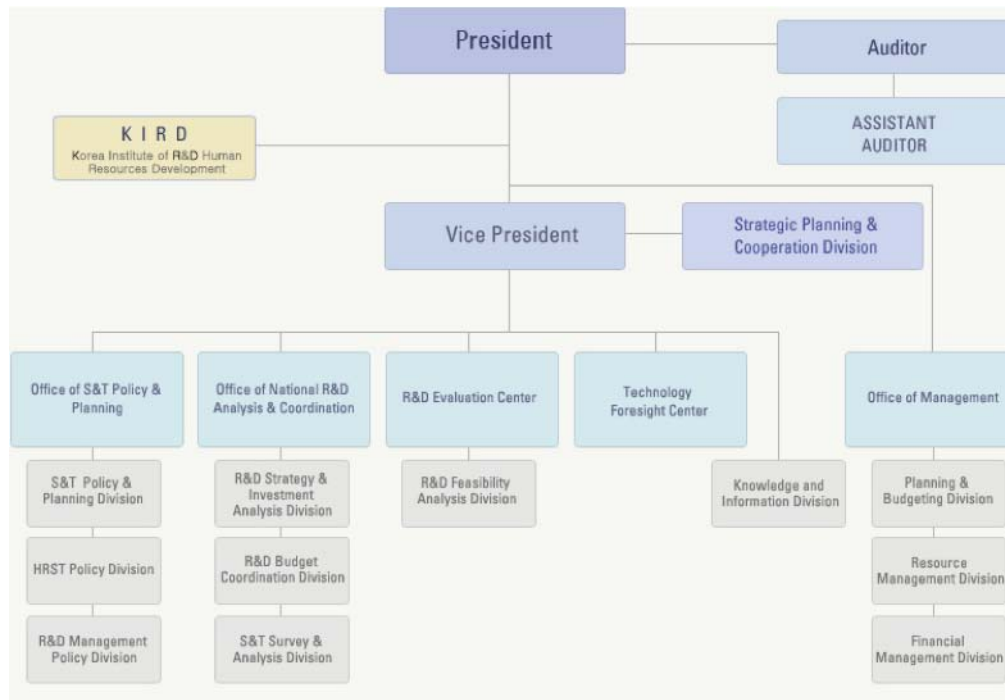 President
Auditor
ASSISTANT
AUDITOR
K I R D
Korea Institute of R&D Human
Resources Development
Vice President
Strategic Planning &
Cooperation Division
Office of S&T Policy &
Planning
Office of National R&D
Analysis & Coordination
R&D Evaluation Center
Technology
Foresight Center
Office of Management
S&T Policy &
Planning Division
R&D Strategy &
Investment
Analysis Division
R&D Feasibility
Analysis Division
Knowledge and
Information Division
Planning
& Budgeting Division
HRST Policy Division
R&D Budget
Coordination Division
Resource
Management Division
R&D Management
Policy Division
S&T Survey &
Analysis Division
Financial
Management Division